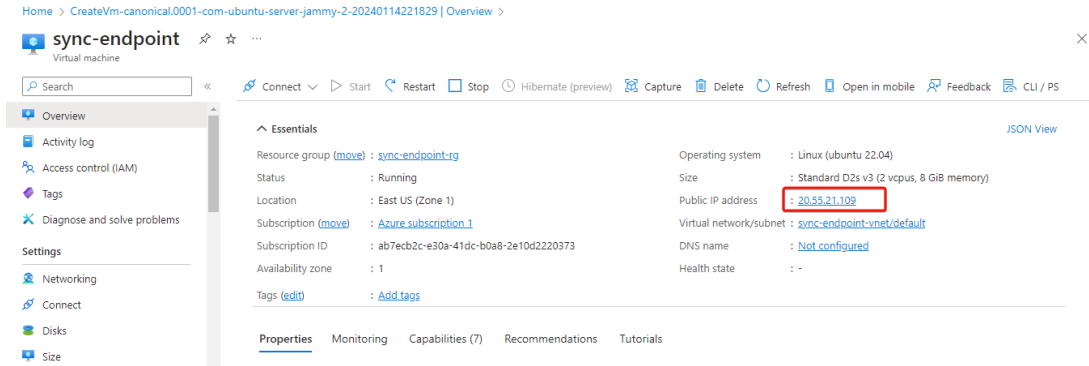 Home > CreateVm-canonical.0001-com-ubuntu-server-jammy-2-20240114221829 | Overview >
sync-endpoint
Virtual machine
Search
Connect Start Restart Stop Hibernate (preview) Capture Delete Refresh Open in mobile Feedback CLI / PS
Overview
Activity log
Access control (IAM)
Tags
Diagnose and solve problems
Settings
Networking
Connect
Disks
Size
Essentials
JSON View
Resource group (move) : sync-endpoint-rg
Status : Running
Location : East US (Zone 1)
Subscription (move) : Azure subscription 1
Subscription ID : ab7ecb2c-e30a-41dc-b0a8-2e10d2220373
Availability zone : 1
Tags (edit) : Add tags
Operating system : Linux (ubuntu 22.04)
Size : Standard D2s v3 (2 vcpus, 8 GiB memory)
Public IP address : 20.55.21.109
Virtual network/subnet : sync-endpoint-vnet/default
DNS name : Not configured
Health state : -
Properties Monitoring Capabilities (7) Recommendations Tutorials